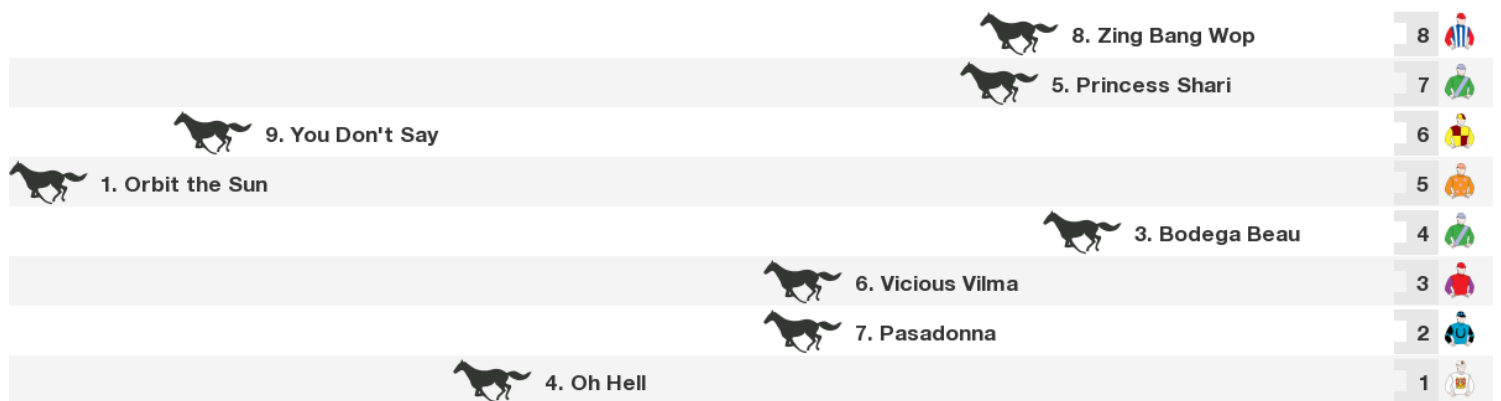 8. Zing Bang Wop 8
5. Princess Shari 7
9. You Don't Say 6
1. Orbit the Sun 5
3. Bodega Beau 4
6. Vicious Vilma 3
7. Pasadonna 2
4. Oh Hell 1